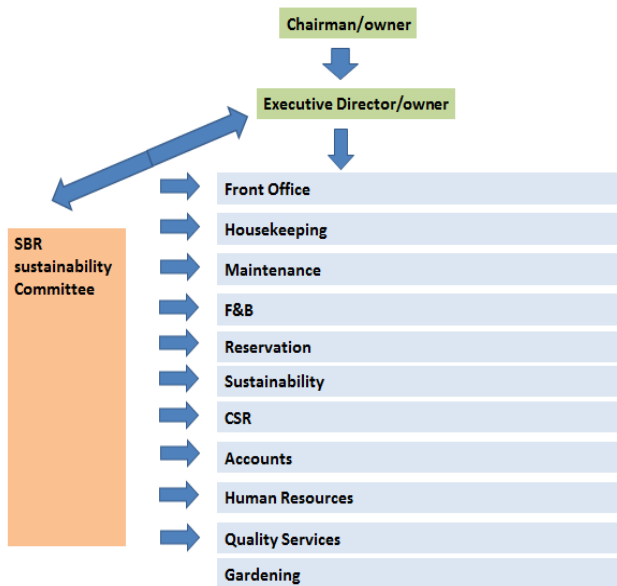 Chairman/owner
Executive Director/owner
SBR
sustainability
Committee
Front Office
Housekeeping
Maintenance
F&B
Reservation
Sustainability
CSR
Accounts
Human Resources
Quality Services
Gardening